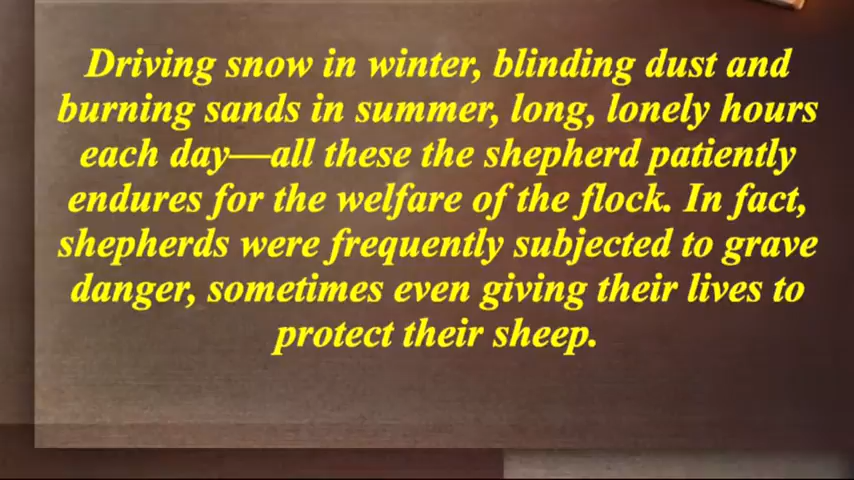 Driving snow in winter, blinding dust and
burning sands in summer, long, lonely hours
each day—all these the shepherd patiently
endures for the welfare of the flock. In fact,
shepherds were frequently subjected to grave
danger, sometimes even giving their lives to
protect their sheep.